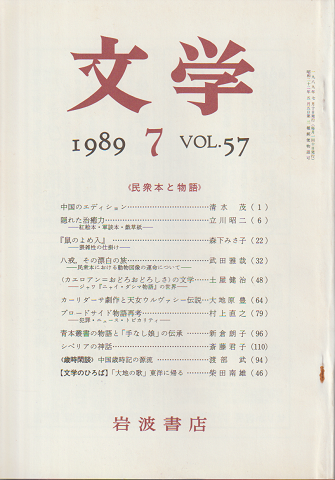 文学
1989 7 VOL.57
《民衆本と物語》
中国のエディション…………清水 茂(1)
隠れた治癒力…………立川昭二(6)
──紅絵本・軍談本・戯草紙──
『鼠のよめ入』…………森下みさ子(22)
──猥雑性の仕掛け──
八戒、その漂白の族…………武田雅哉(32)
──民衆本における動物図像の運命について──
〈カエロアン=おどろおどろしさ〉の文学…………土屋健治(48)
──ジャワ『ニャイ・ダシマ物語』の世界──
カーリダーサ劇作と天女ウルヴァシー伝説…大地原 豊(64)
ブロードサイド物語再考…………村上直之(79)
──犯罪・ニュース・トピカリティ──
青本叢書の物語と「手なし娘」の伝承…………新倉朗子(96)
シベリアの神話…………斎藤君子(110)
〈歳時閑談〉中国歳時記の源流…………渡部 武(94)
【文学のひろば】「大地の歌」東洋に帰る…………柴田南雄(46)
岩波書店